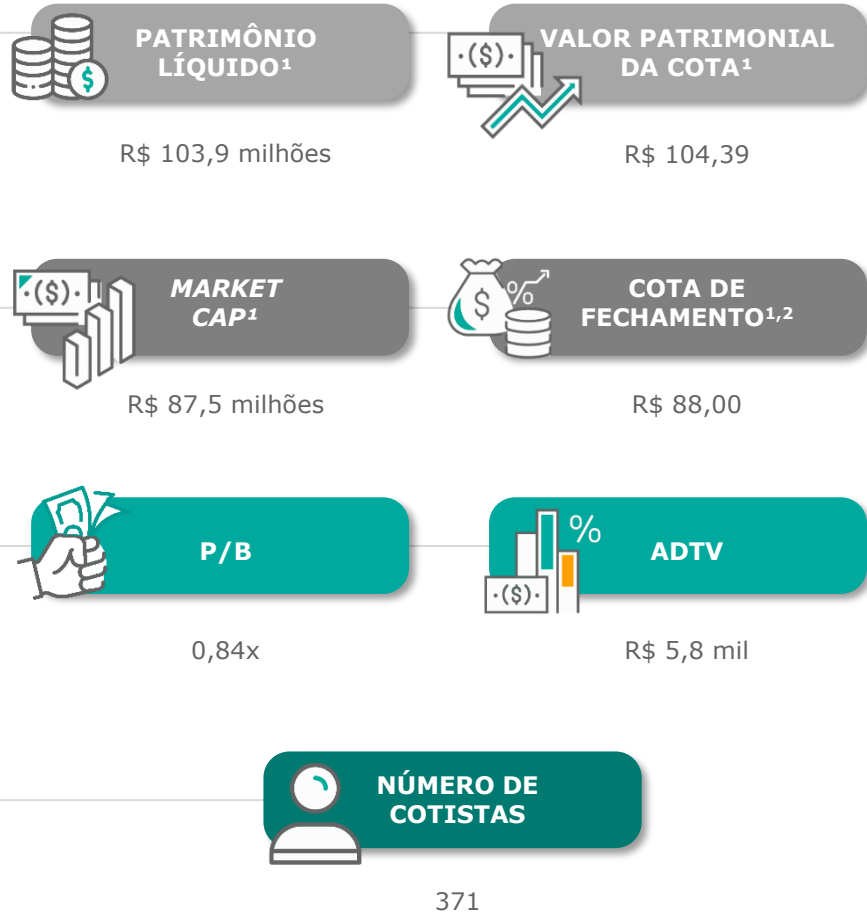 PATRIMÔNIO
LÍQUIDO¹
($)
VALOR PATRIMONIAL
DA COTA¹
$
R$ 103,9 milhões
R$ 104,39
($)
MARKET
CAP¹
$
%
COTA DE
FECHAMENTO¹,²
R$ 87,5 milhões
R$ 88,00
P/B
%
ADTV
($)
0,84x
R$ 5,8 mil
NÚMERO DE
COTISTAS
371